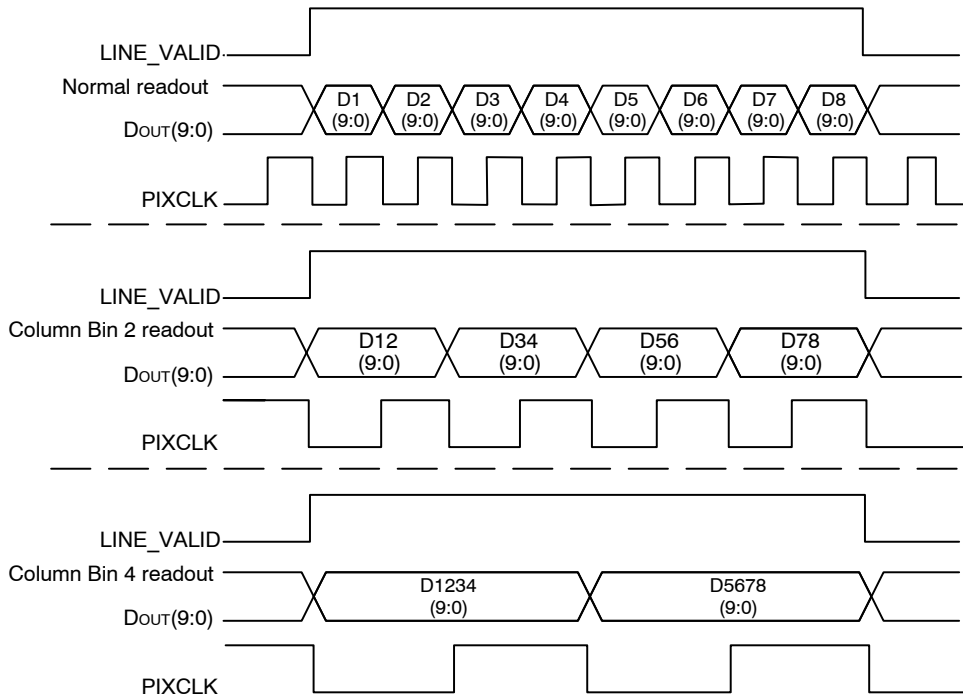 LINE_VALID
Normal readout
D1 D2 D3 D4 D5 D6 D7 D8
(9:0) (9:0) (9:0) (9:0) (9:0) (9:0) (9:0) (9:0)
DOUT(9:0)
PIXCLK
LINE_VALID
Column Bin 2 readout
D12 D34 D56 D78
(9:0) (9:0) (9:0) (9:0)
DOUT(9:0)
PIXCLK
LINE_VALID
Column Bin 4 readout
D1234 D5678
(9:0) (9:0)
DOUT(9:0)
PIXCLK